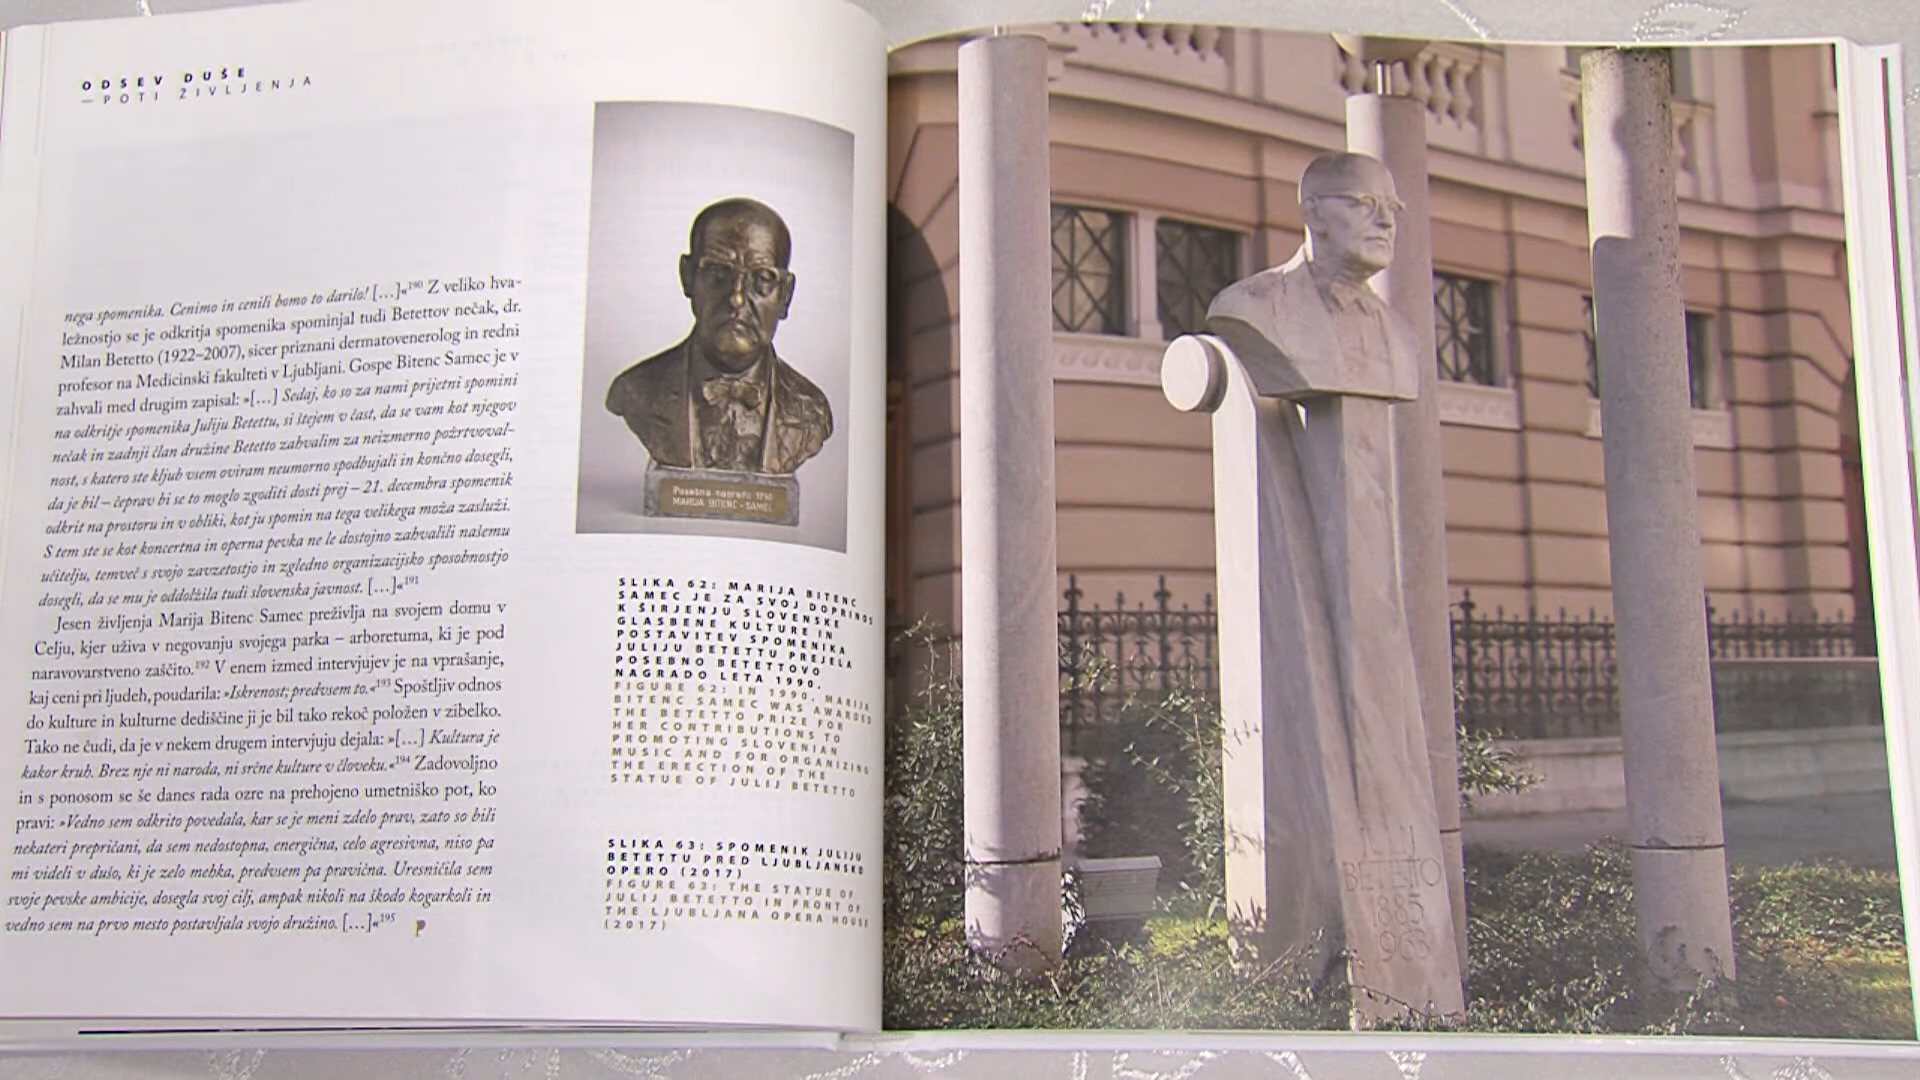 ODSEV DUŠE
— POTI ŽIVLJENJA
nega spomenika. Cenimo in cenili bomo to darilo! […]«190 Z veliko hva-
ležnostjo se je odkritja spomenika spominjal tudi Betettov nečak, dr.
Milan Betetto (1922–2007), sicer priznani dermatovenerolog in redni
profesor na Medicinski fakulteti v Ljubljani. Gospe Bitenc Samec je v
zahvali med drugim zapisal: »[…] Sedaj, ko so za nami prijetni spomini
na odkritje spomenika Juliju Betettu, si štejem v čast, da se vam kot njegov
nečak in zadnji član družine Betetto zahvalim za neizmerno požrtvoval-
nost, s katero ste kljub vsem oviram neumorno spodbujali in končno dosegli,
da je bil – čeprav bi se to moglo zgoditi dosti prej – 21. decembra spomenik
odkrit na prostoru in v obliki, kot ju spomin na tega velikega moža zasluži.
S tem ste se kot koncertna in operna pevka ne le dostojno zahvalili našemu
učitelju, temveč s svojo zavzetostjo in zgledno organizacijsko sposobnostjo
dosegli, da se mu je oddolžila tudi slovenska javnost. […]«191
Jesen življenja Marija Bitenc Samec preživlja na svojem domu v
Celju, kjer uživa v negovanju svojega parka – arboretuma, ki je pod
naravovarstveno zaščito.192 V enem izmed intervjujev je na vprašanje,
kaj ceni pri ljudeh, poudarila: »Iskrenost; predvsem to.«193 Spoštljiv odnos
do kulture in kulturne dediščine ji je bil tako rekoč položen v zibelko.
Tako ne čudi, da je v nekem drugem intervjuju dejala: »[…] Kultura je
kakor kruh. Brez nje ni naroda, ni srčne kulture v človeku.«194 Zadovoljno
in s ponosom se še danes rada ozre na prehojeno umetniško pot, ko
pravi: »Vedno sem odkrito povedala, kar se je meni zdelo prav, zato so bili
nekateri prepričani, da sem nedostopna, energična, celo agresivna, niso pa
mi videli v dušo, ki je zelo mehka, predvsem pa pravična. Uresničila sem
svoje pevske ambicije, dosegla svoj cilj, ampak nikoli na škodo kogarkoli in
vedno sem na prvo mesto postavljala svojo družino. […]«195
Posebna nagrada 1990
MARIJA BITENC - SAMEC
SLIKA 62: MARIJA BITENC
SAMEC JE ZA SVOJ DOPRINOS
K ŠIRJENJU SLOVENSKE
GLASBENE KULTURE IN
POSTAVITEV SPOMENIKA
JULIJU BETETTU PREJELA
POSEBNO BETETTOVO
NAGRADO LETA 1990.
FIGURE 62: IN 1990, MARIJA
BITENC SAMEC WAS AWARDED
THE BETETTO PRIZE FOR
HER CONTRIBUTIONS TO
PROMOTING SLOVENIAN
MUSIC AND FOR ORGANIZING
THE ERECTION OF THE
STATUE OF JULIJ BETETTO
SLIKA 63: SPOMENIK JULIJU
BETETTU PRED LJUBLJANSKO
OPERO (2017)
FIGURE 63: THE STATUE OF
JULIJ BETETTO IN FRONT OF
THE LJUBLJANA OPERA HOUSE
(2017)
BETETTO
1885
1963